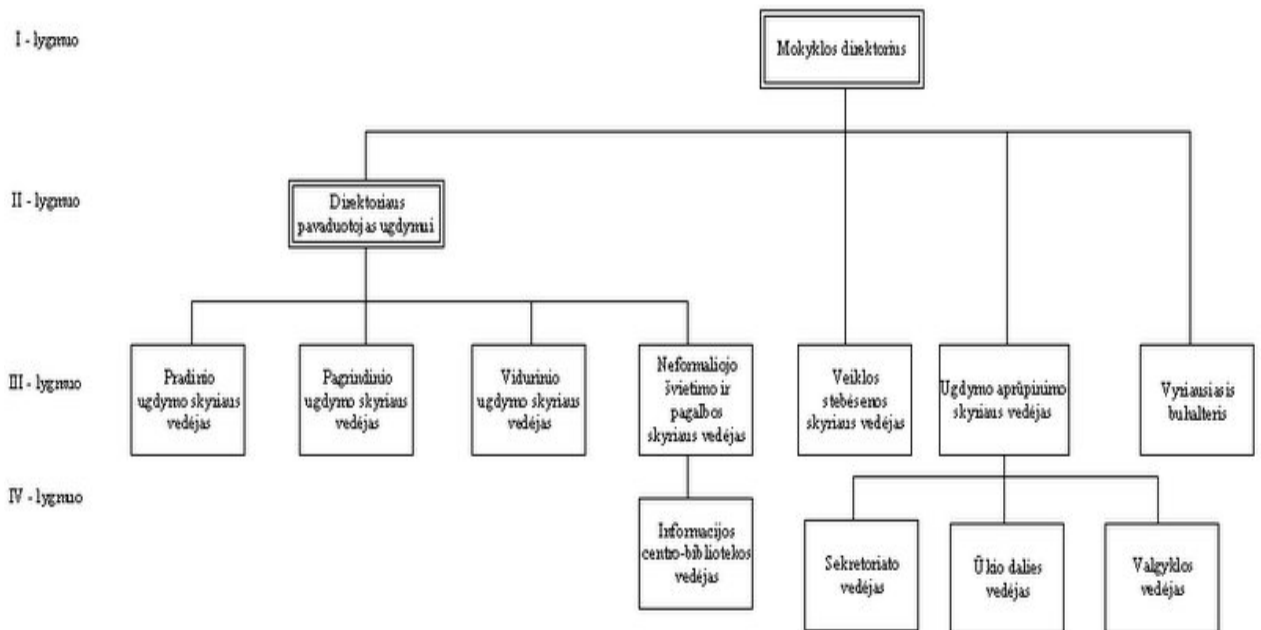 I - lygmuo
Mokyklos direktorius
II - lygmuo
Direktoriaus
pavaduotojas ugdymui
III - lygmuo
Pradinio
ugdymo skyriaus
vedėjas
Pagrindinio
ugdymo skyriaus
vedėjas
Vidurinio
ugdymo skyriaus
vedėjas
Neformaliojo
švietimo ir
pagalbos
skyriaus vedėjas
Veiklos
stebėsenos
skyriaus vedėjas
Ugdymo aprūpinimo
skyriaus vedėjas
Vyriausiasis
buhalteris
IV - lygmuo
Informacijos
centro-bibliotekos
vedėjas
Sekretoriato
vedėjas
Ūkio dalies
vedėjas
Valgyklos
vedėjas